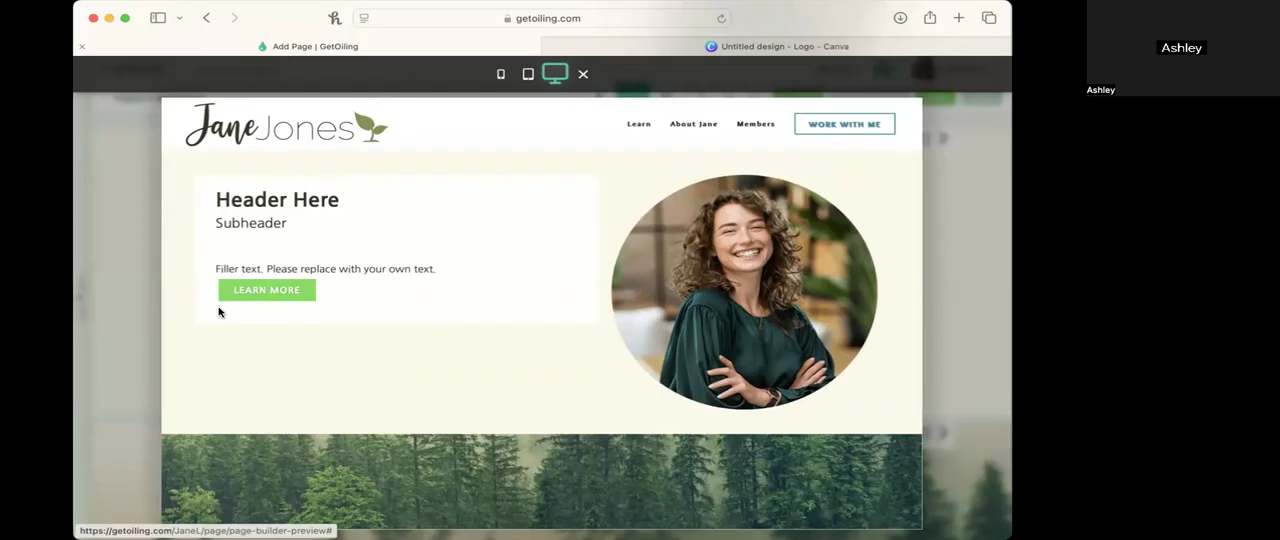 getoiling.com
Add Page | GetOiling
Untitled design - Logo - Canva
Ashley
Ashley
JaneJones
Learn
About Jane
Members
WORK WITH ME
Header Here
Subheader
Filler text. Please replace with your own text.
LEARN MORE
https://getoiling.com/JaneL/page/page-builder-preview#